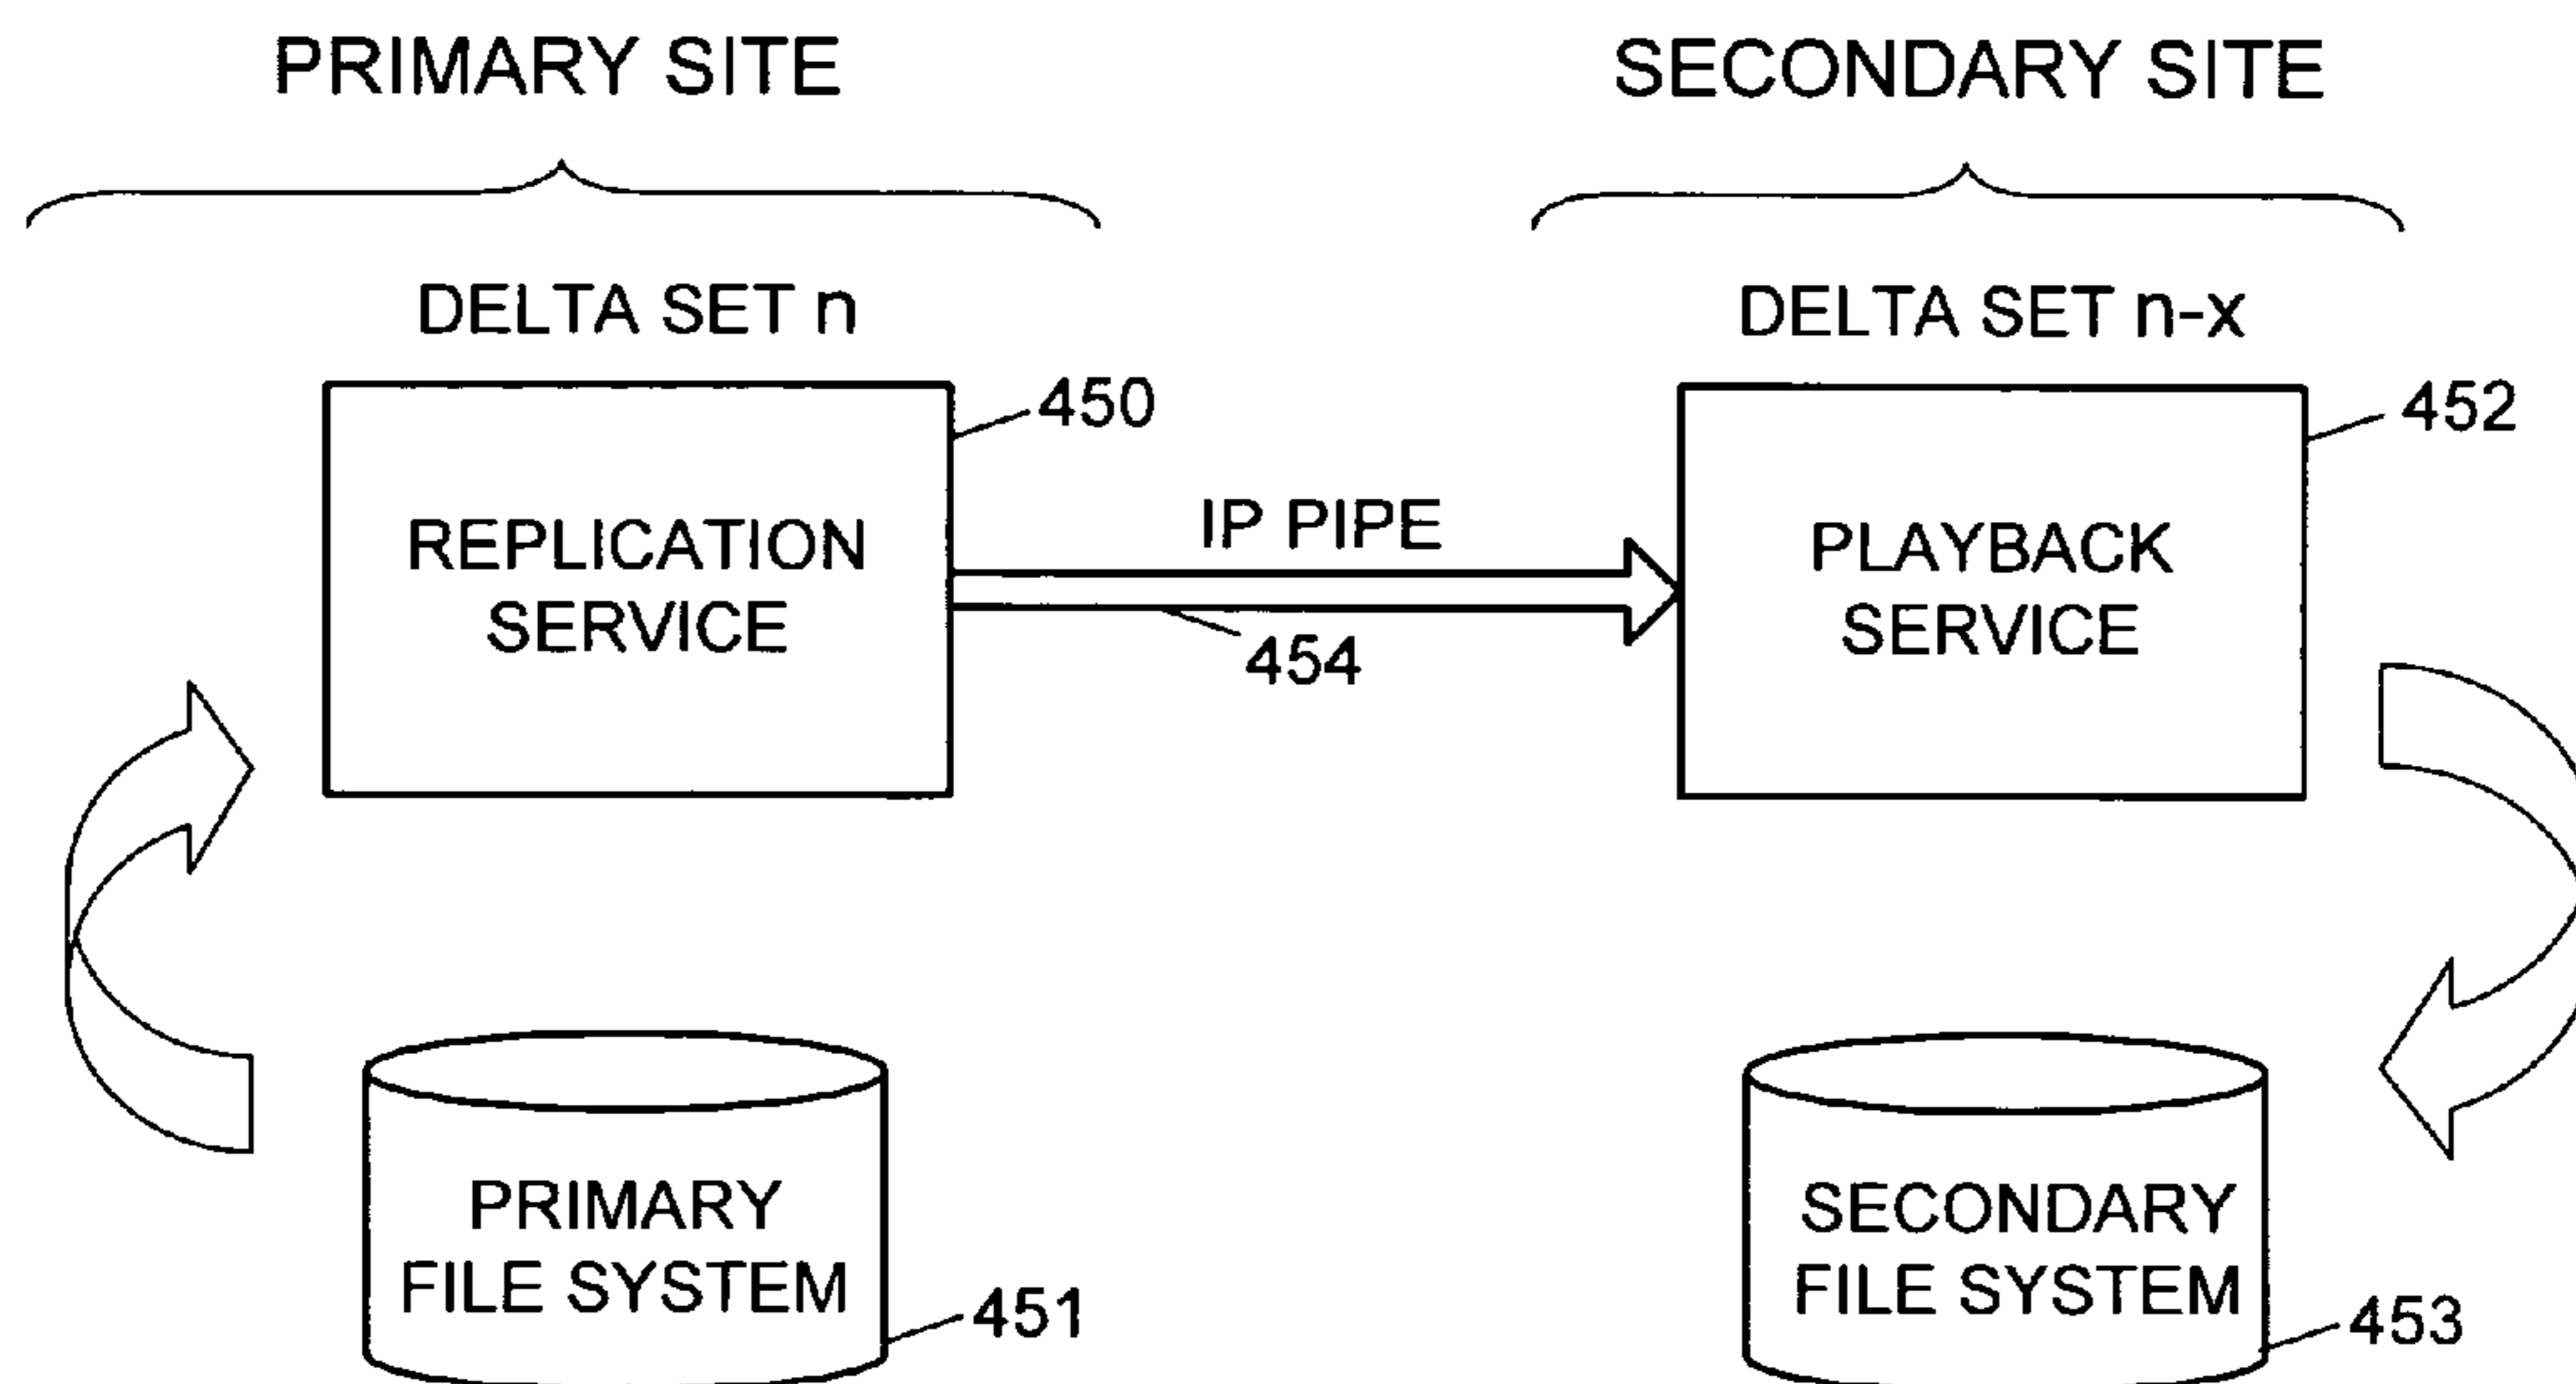 PRIMARY SITE
SECONDARY SITE
DELTA SET n
DELTA SET n-x
450
452
REPLICATION
SERVICE
IP PIPE
454
PLAYBACK
SERVICE
PRIMARY
FILE SYSTEM
451
SECONDARY
FILE SYSTEM
453